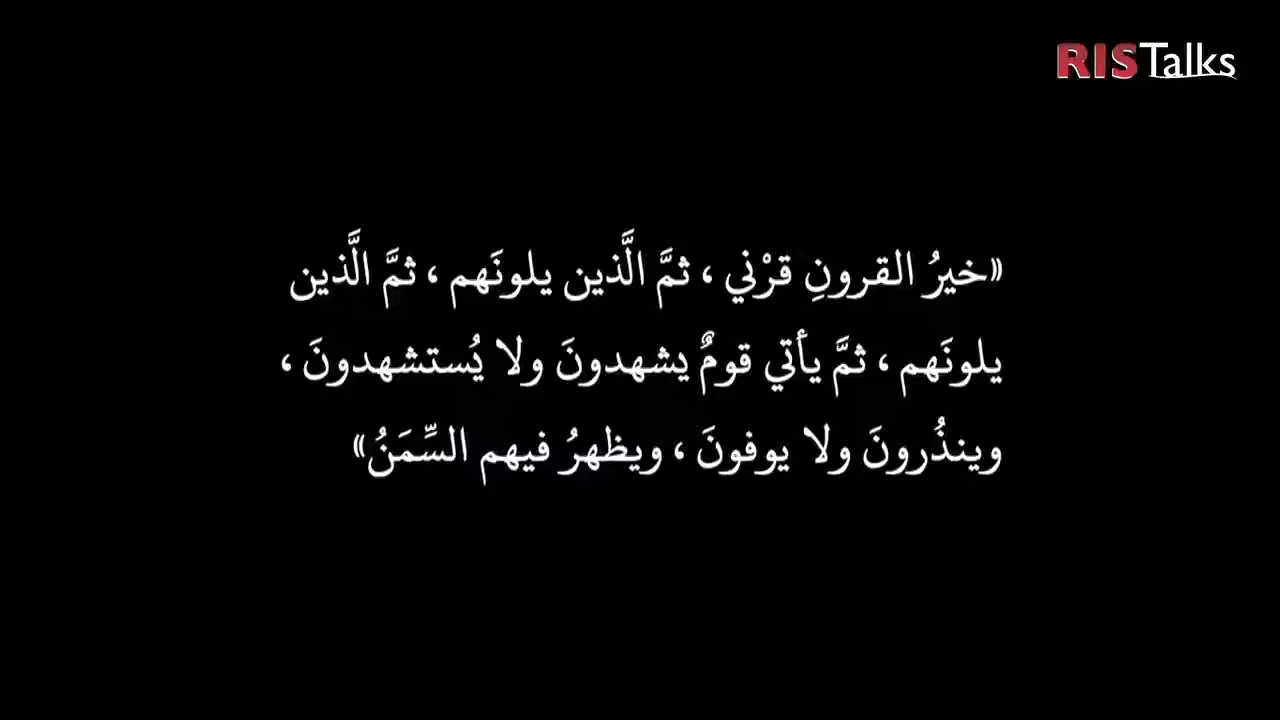 RISTalks
«خيرُ القرونِ قرْني ، ثمَّ الَّذين يلونَهم ، ثمَّ الَّذين
يلونَهم ، ثمَّ يأتي قومٌ يشهدونَ ولا يُستشهدونَ ،
وينذُرونَ ولا يوفونَ ، ويظهرُ فيهم السِّمَنُ»